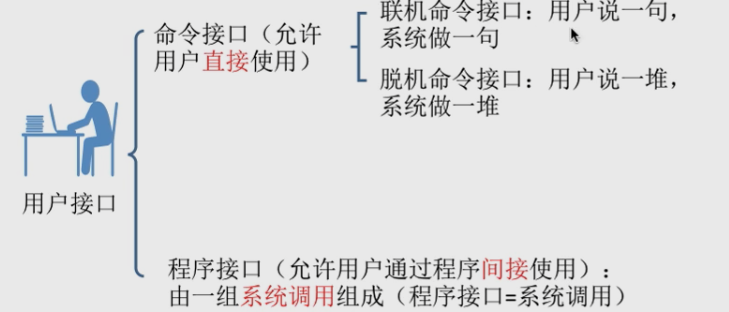 联机命令接口：用户说一句，
系统做一句
命令接口（允许
用户直接使用）
脱机命令接口：用户说一堆，
系统做一堆
用户接口
程序接口（允许用户通过程序间接使用）：
由一组系统调用组成（程序接口=系统调用）